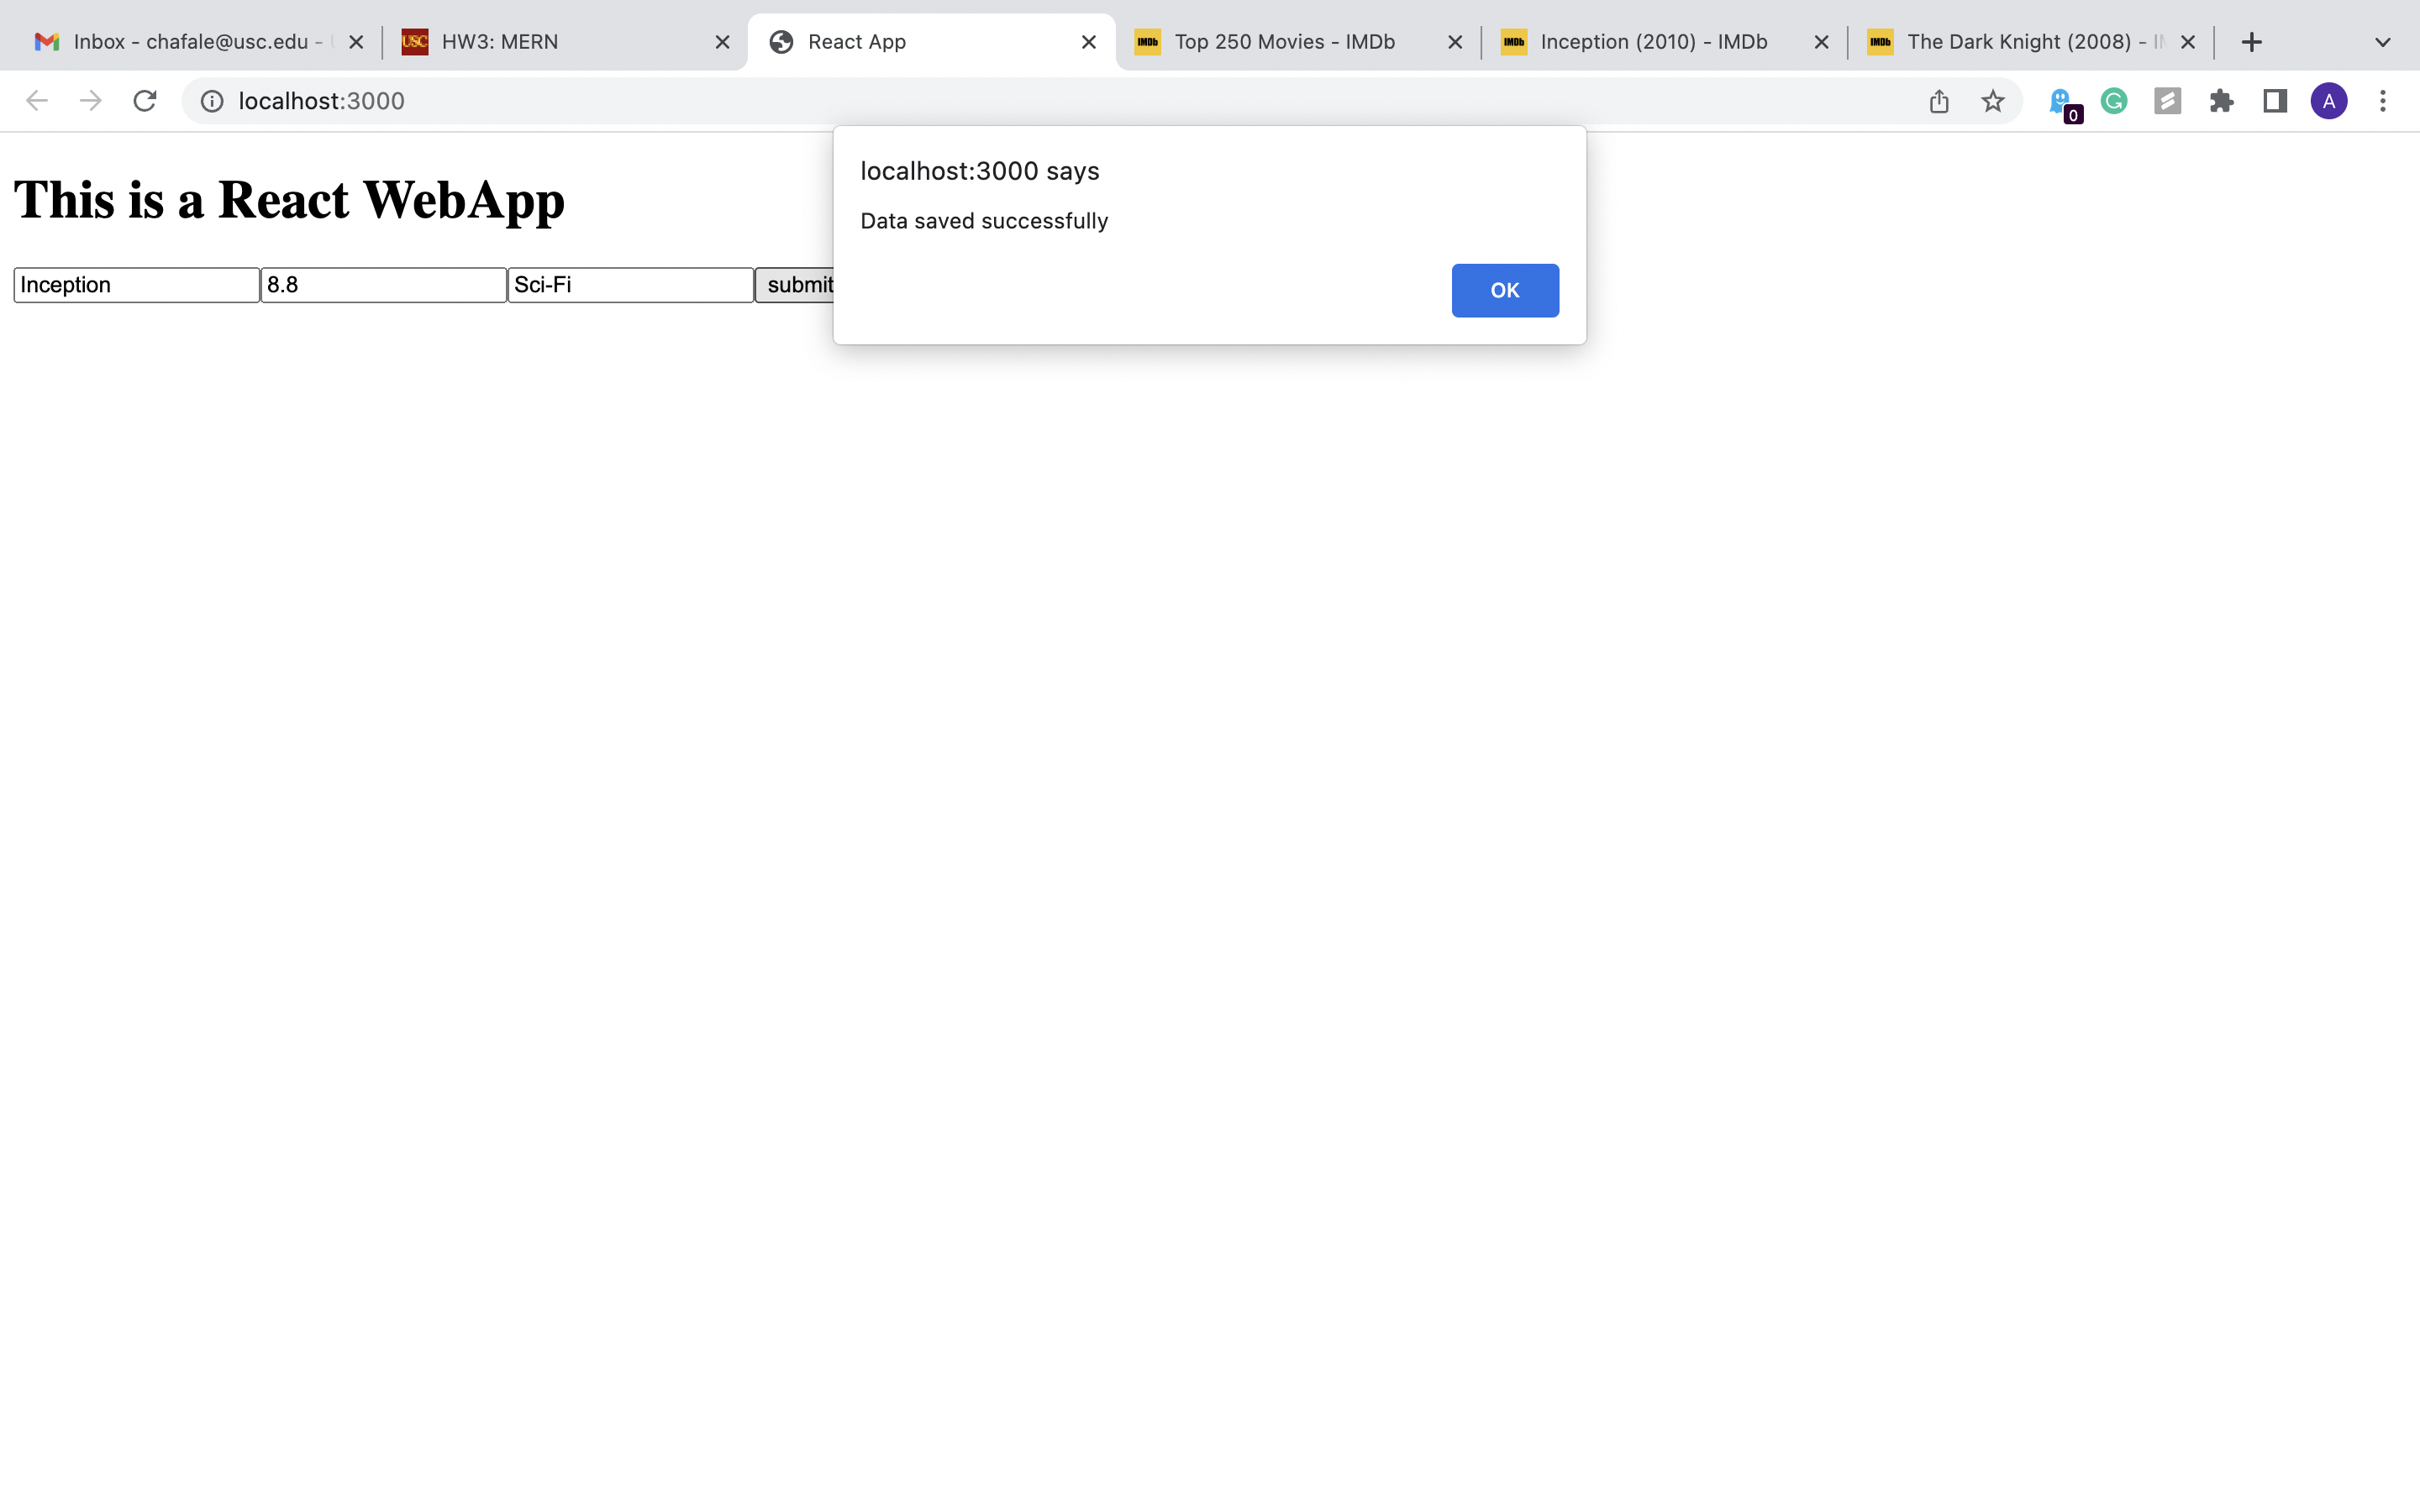 Inbox - chafale@usc.edu -
USC HW3: MERN
React App
IMDb Top 250 Movies - IMDb
IMDb Inception (2010) - IMDb
IMDb The Dark Knight (2008) -
localhost:3000
0
A
localhost:3000 says
Data saved successfully
OK
This is a React WebApp
Inception 8.8 Sci-Fi submit